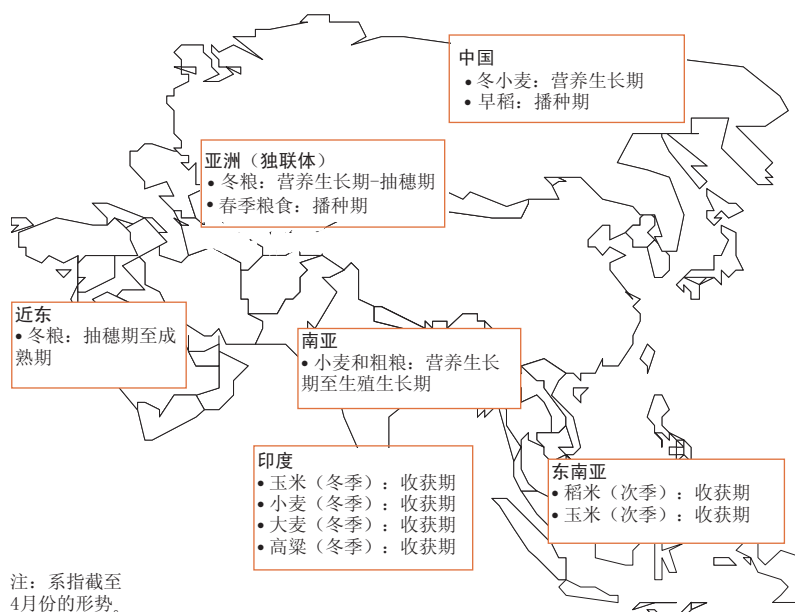 中国
• 冬小麦：营养生长期
• 早稻：播种期
亚洲（独联体）
• 冬粮：营养生长期-抽穗期
• 春季粮食：播种期
近东
• 冬粮：抽穗期至成
熟期
南亚
• 小麦和粗粮：营养生长
期至生殖生长期
印度
• 玉米（冬季）：收获期
• 小麦（冬季）：收获期
• 大麦（冬季）：收获期
• 高粱（冬季）：收获期
东南亚
• 稻米（次季）：收获期
• 玉米（次季）：收获期
注：系指截至
4月份的形势。